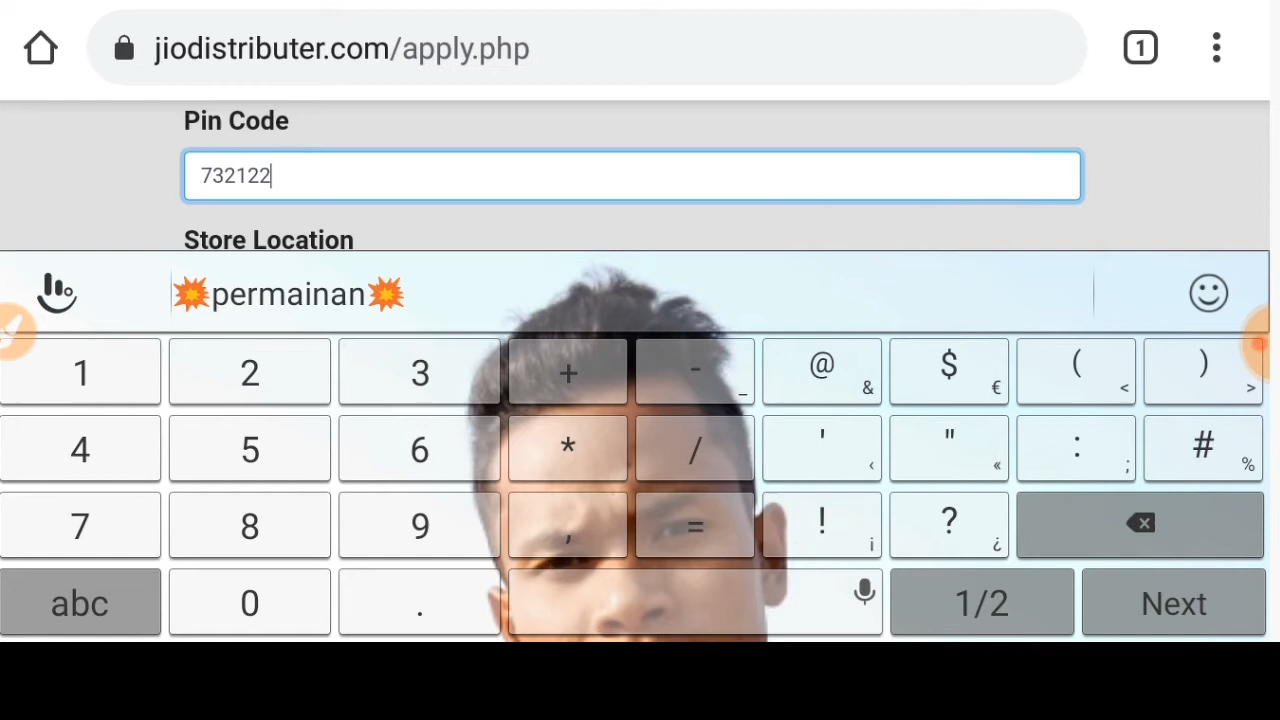 1
jiodistributer.com/apply.php
Pin Code
732122
Store Location
💥permainan💥
1 2 3 + - _ @ & $ € ( < ) >
4 5 6 * / ' ‹ " « : ; # %
7 8 9 , = ! ¡ ? ¿
abc 0 . 1/2 Next